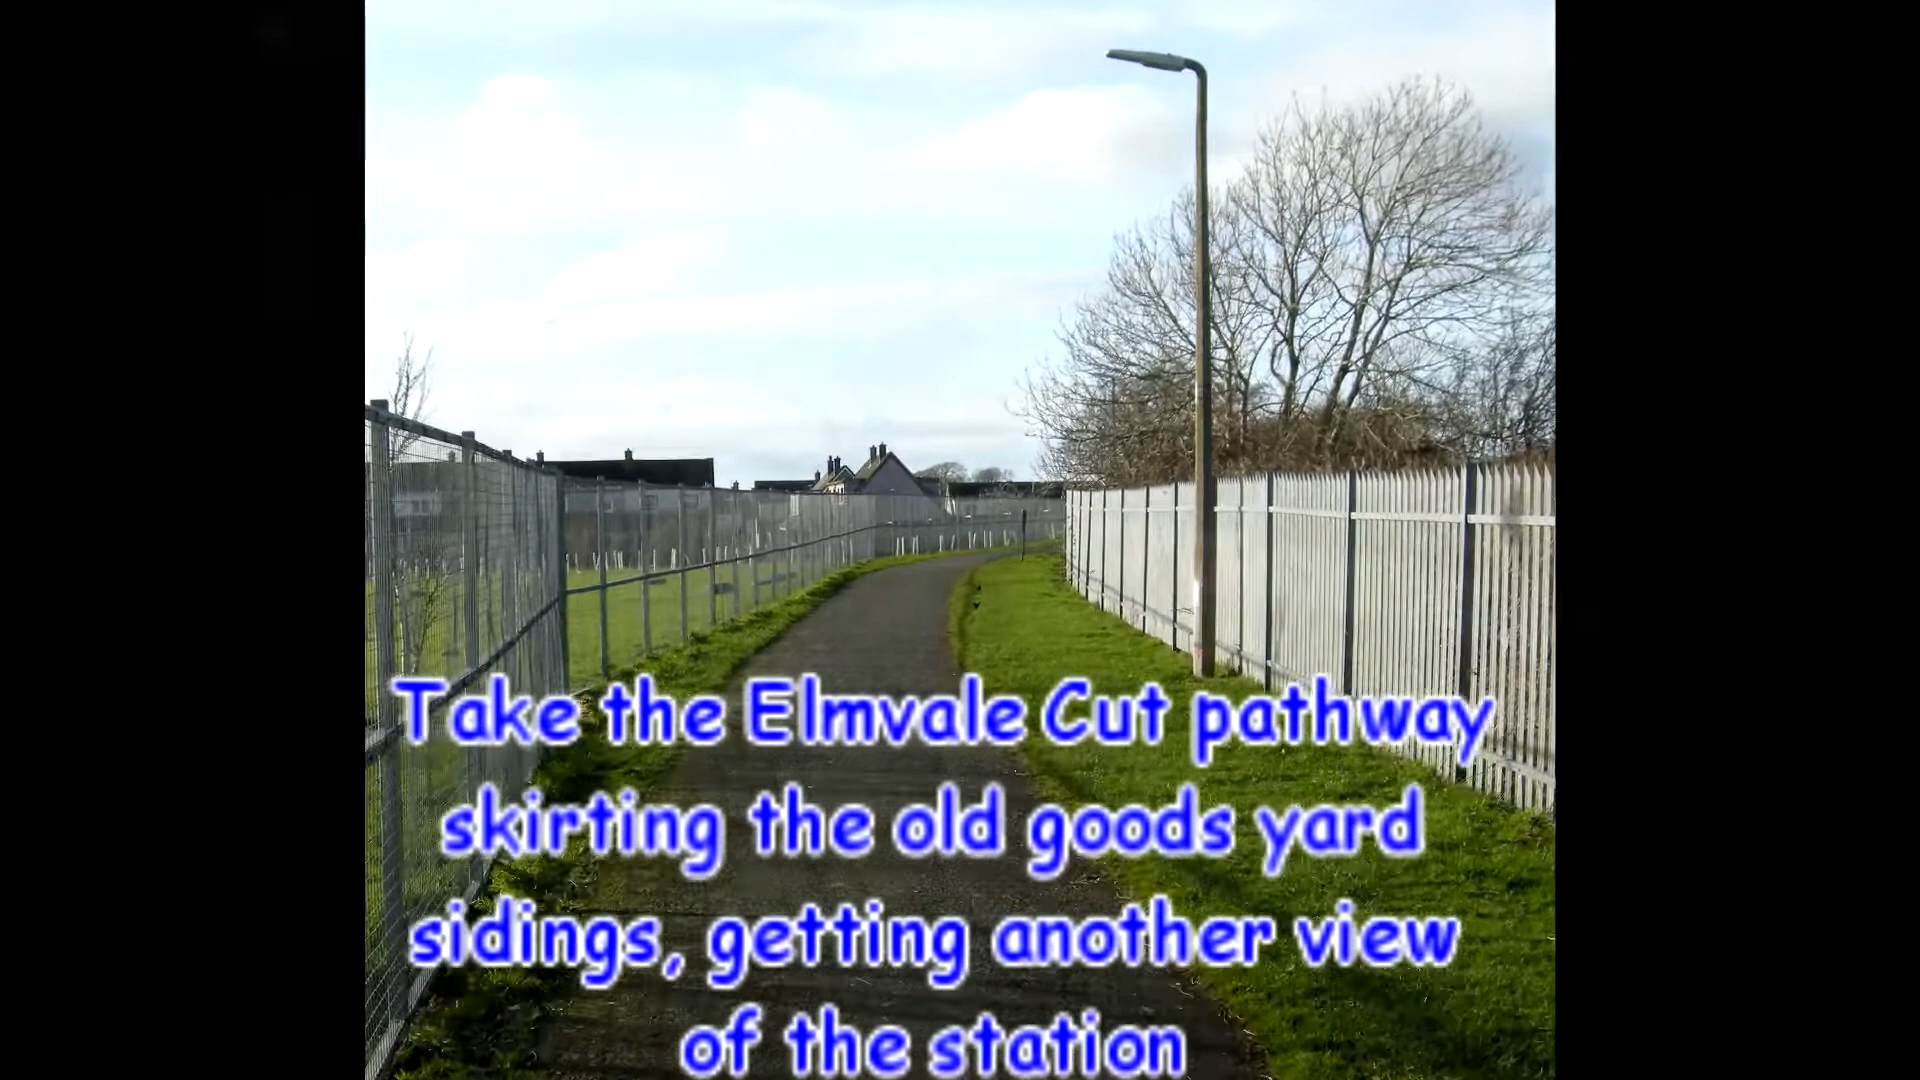 Take the Elmvale Cut pathway
skirting the old goods yard
sidings, getting another view
of the station